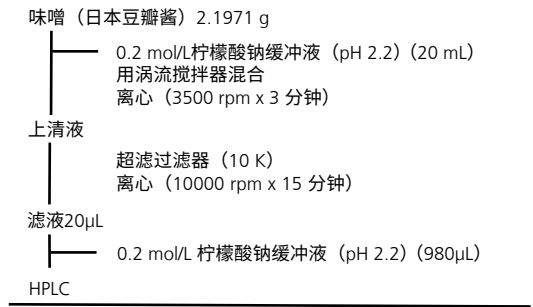 味噌（日本豆瓣酱）2.1971 g
0.2 mol/L柠檬酸钠缓冲液（pH 2.2）（20 mL）
用涡流搅拌器混合
离心（3500 rpm x 3 分钟）
上清液
超滤过滤器（10 K）
离心（10000 rpm x 15 分钟）
滤液20μL
0.2 mol/L 柠檬酸钠缓冲液（pH 2.2）（980μL）
HPLC